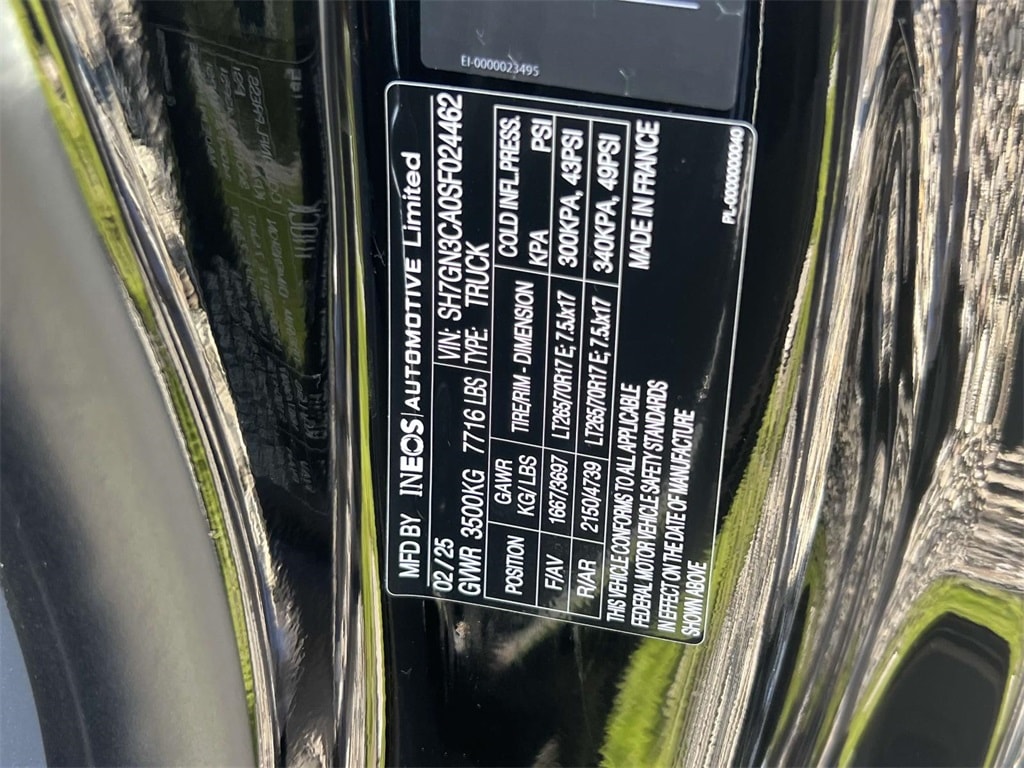 EI-0000023495
MFD BY INEOS | AUTOMOTIVE Limited
02 / 25 VIN: SH7GN3CA0SF024462
GVWR 3500KG 7716 LBS TYPE: TRUCK
POSITION GAWR KG/ LBS TIRE/RIM - DIMENSION COLD INFL.PRESS. KPA PSI
F/AV 1667/3697 LT265/70R17 E; 7.5Jx17 300KPA, 43PSI
R/AR 2150/4739 LT265/70R17 E; 7.5Jx17 340KPA, 49PSI
THIS VEHICLE CONFORMS TO ALL APPLICABLE
FEDERAL MOTOR VEHICLE SAFETY STANDARDS
IN EFFECT ON THE DATE OF MANUFACTURE
SHOWN ABOVE
MADE IN FRANCE
PL-0000000040
TRUCK